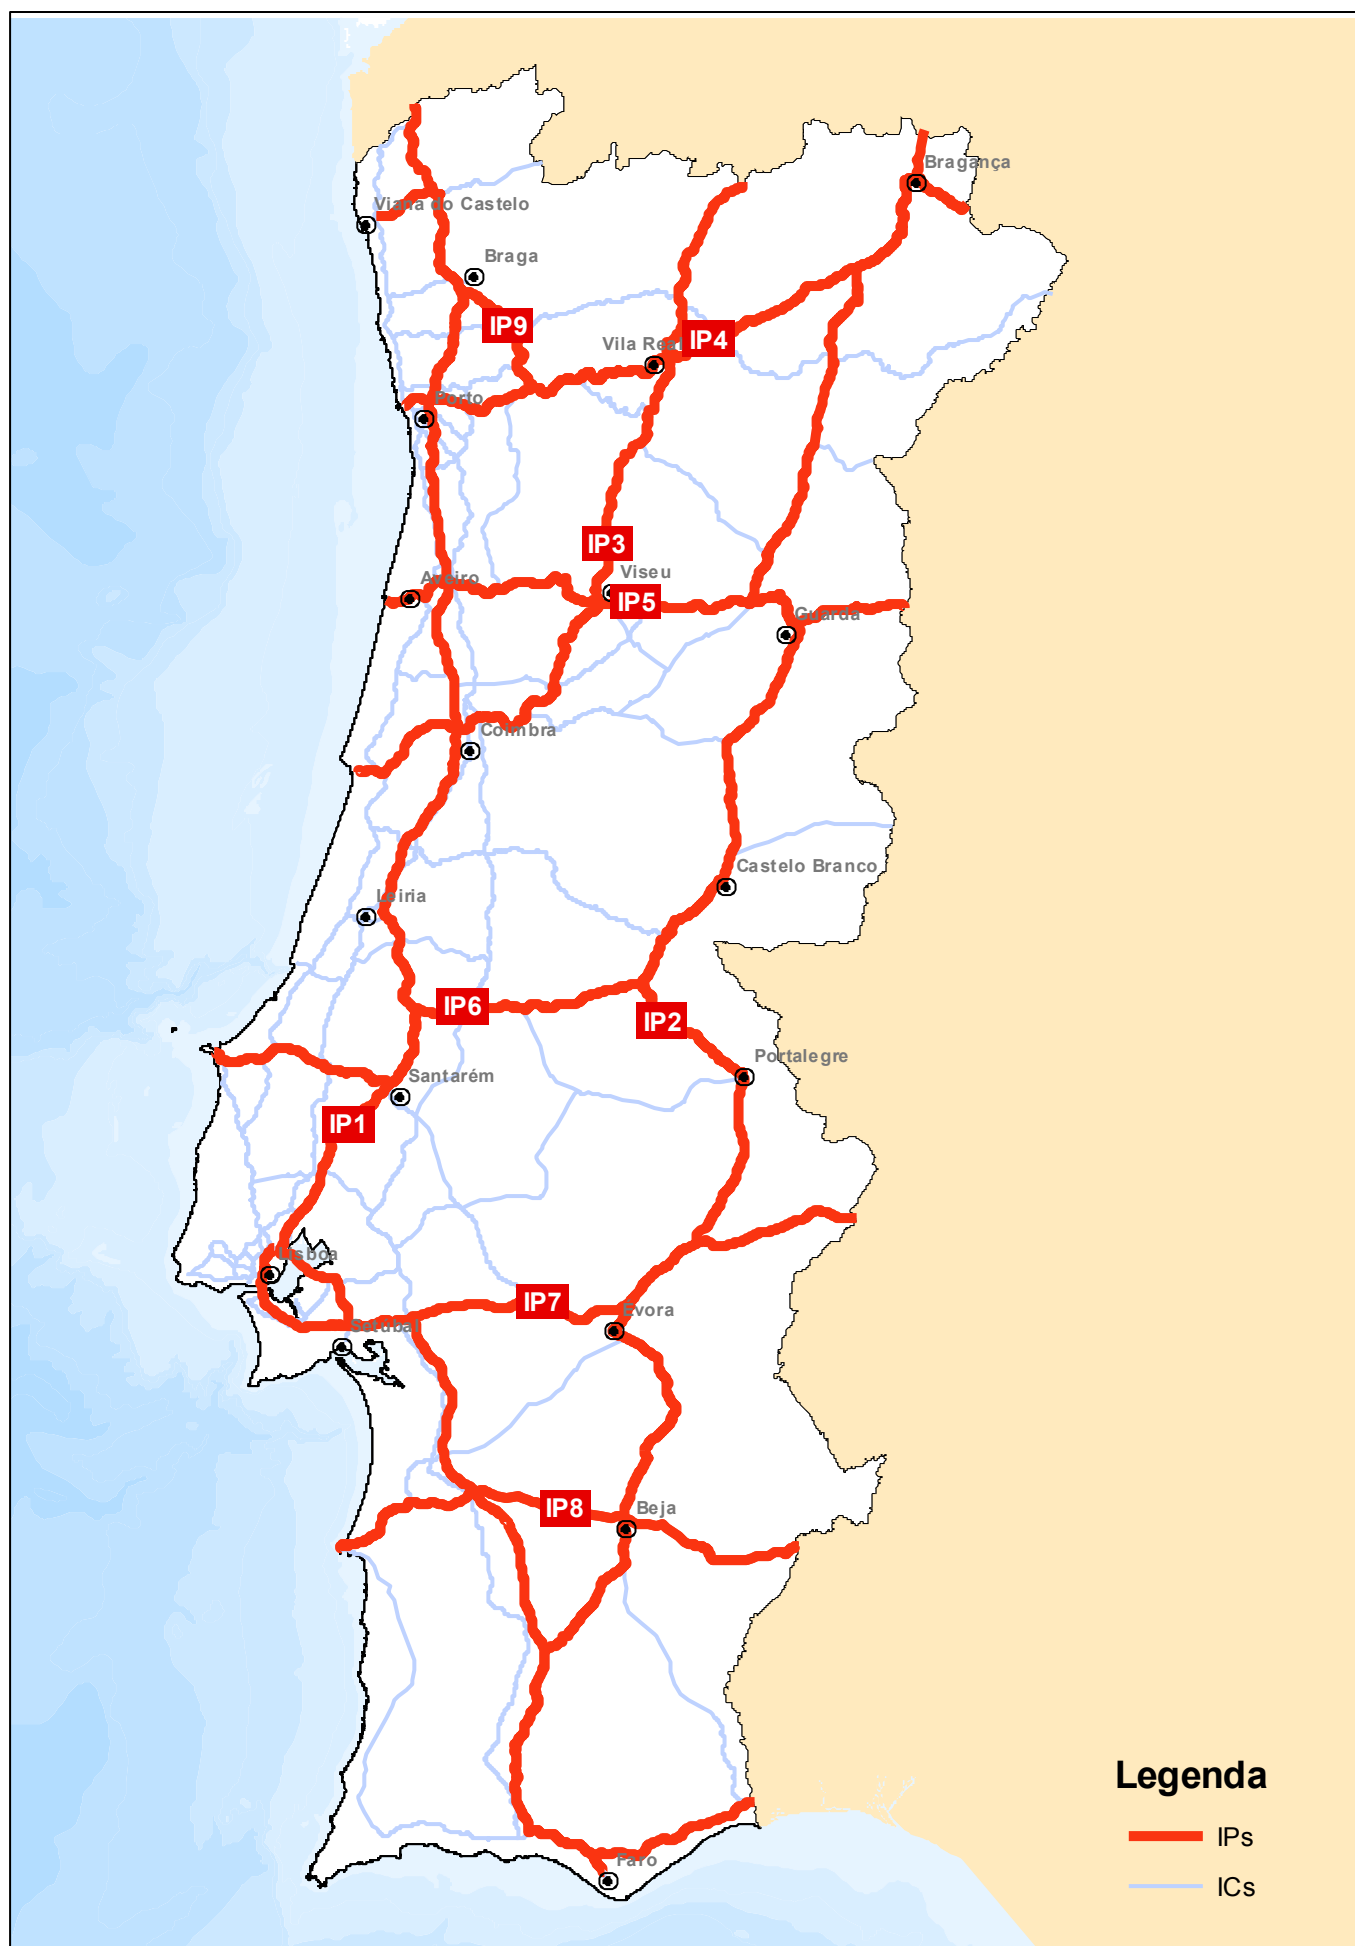 Bragança
Viana do Castelo
Braga
IP9
Vila Real
IP4
Porto
IP3
Viseu
Aveiro
IP5
Guarda
Coimbra
Castelo Branco
Leiria
IP6
IP2
Portalegre
Santarém
IP1
Lisboa
IP7
Évora
Setúbal
IP8
Beja
Legenda
IPs
Faro
ICs